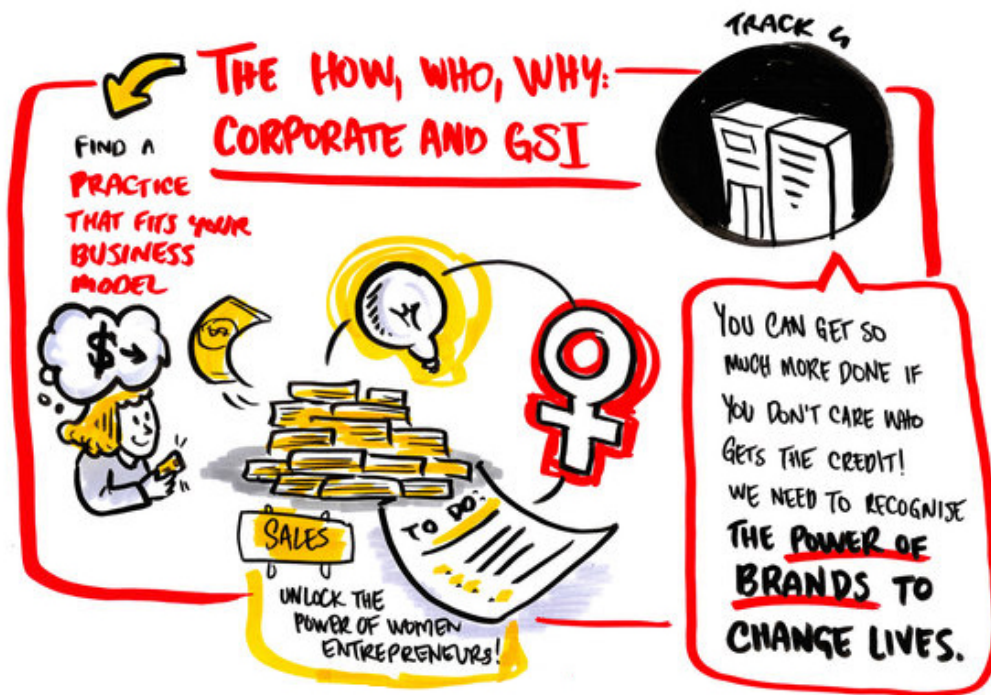 TRACK 4
THE HOW, WHO, WHY:
CORPORATE AND GSI
FIND A
PRACTICE
THAT FITS YOUR
BUSINESS
MODEL
$
TO DO:
SALES
UNLOCK THE
POWER OF WOMEN
ENTREPRENEURS!
YOU CAN GET SO
MUCH MORE DONE IF
YOU DON'T CARE WHO
GETS THE CREDIT!
WE NEED TO RECOGNISE
THE POWER OF
BRANDS TO
CHANGE LIVES.